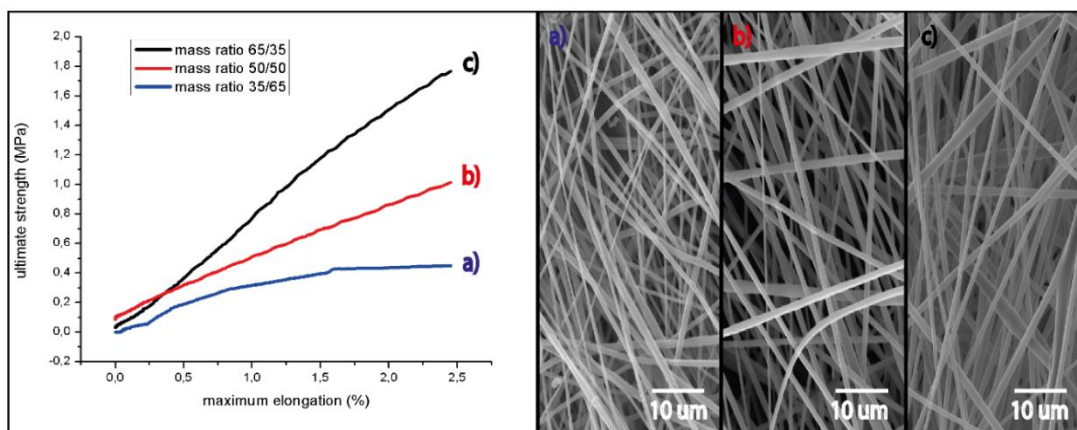 2,0
1,8
1,6
1,4
1,2
1,0
0,8
0,6
0,4
0,2
0,0
-0,2
ultimate strength (MPa)
mass ratio 65/35
mass ratio 50/50
mass ratio 35/65
c)
b)
a)
0,0 0,5 1,0 1,5 2,0 2,5
maximum elongation (%)
a)
10 um
b)
10 um
c)
10 um